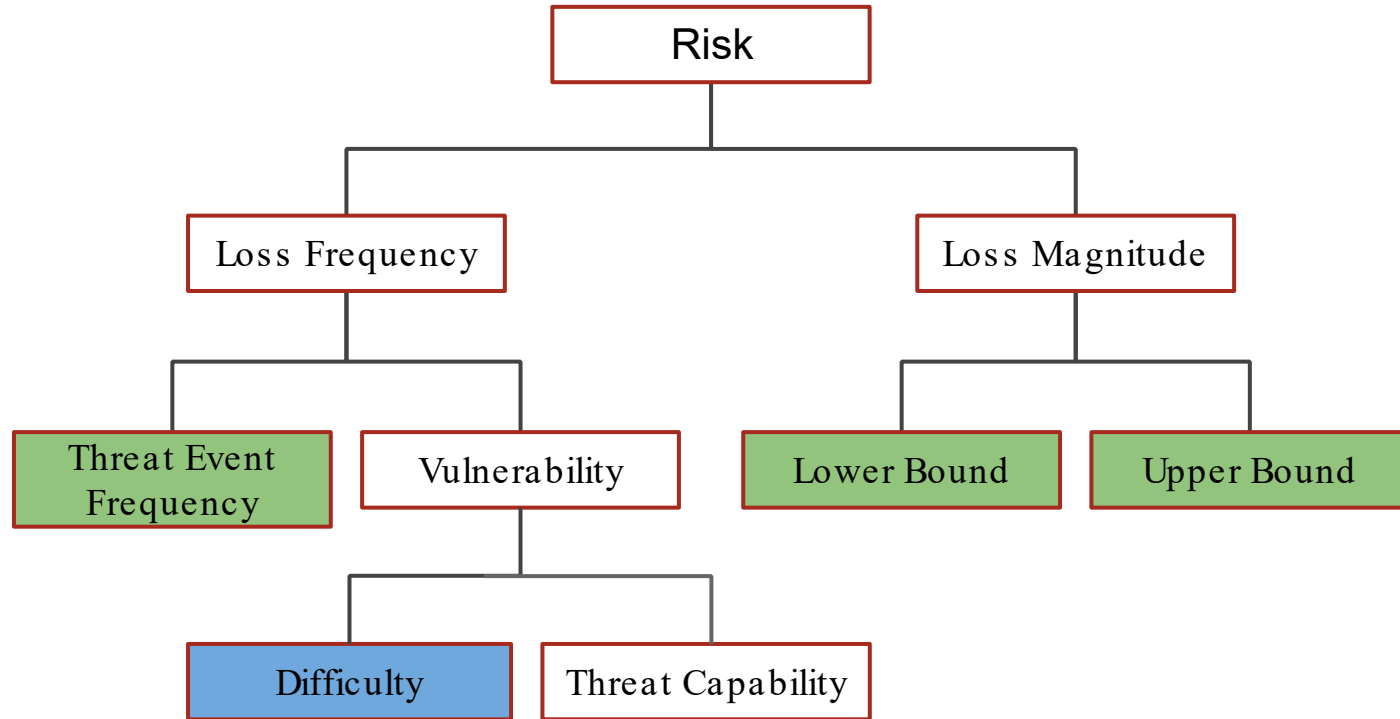 Risk
Loss Frequency
Loss Magnitude
Threat Event
Frequency
Vulnerability
Lower Bound
Upper Bound
Difficulty
Threat Capability